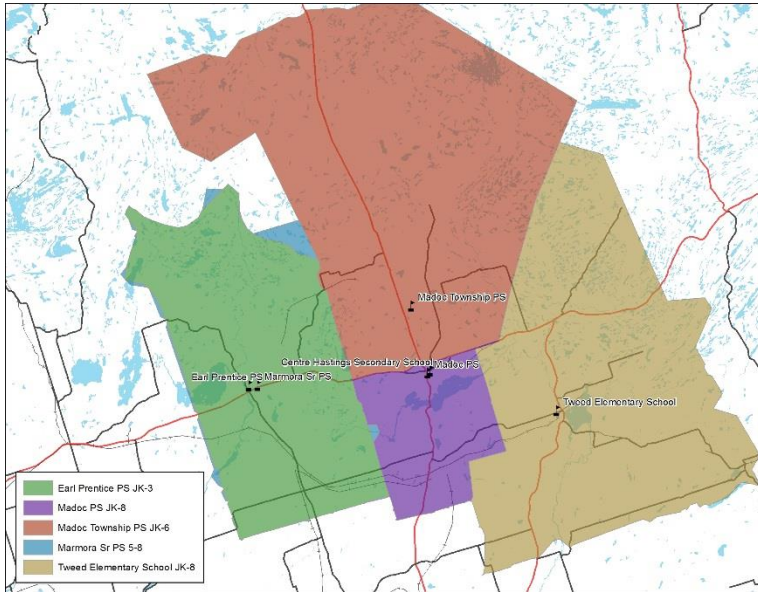 Madoc Township PS
Centre Hastings Secondary School
Madoc PS
Earl Prentice PS
Marmora Sr PS
Tweed Elementary School
Earl Prentice PS JK-3
Madoc PS JK-8
Madoc Township PS JK-6
Marmora Sr PS 5-8
Tweed Elementary School JK-8